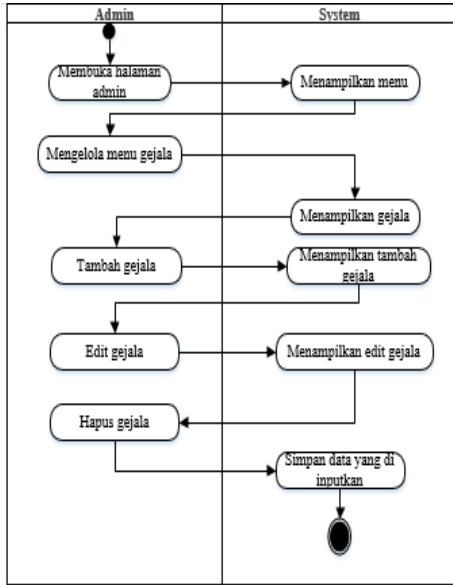 Admin
System
Membuka halaman
admin
Menampilkan menu
Mengelola menu gejala
Menampilkan gejala
Tambah gejala
Menampilkan tambah
gejala
Edit gejala
Menampilkan edit gejala
Hapus gejala
Simpan data yang di
inputkan